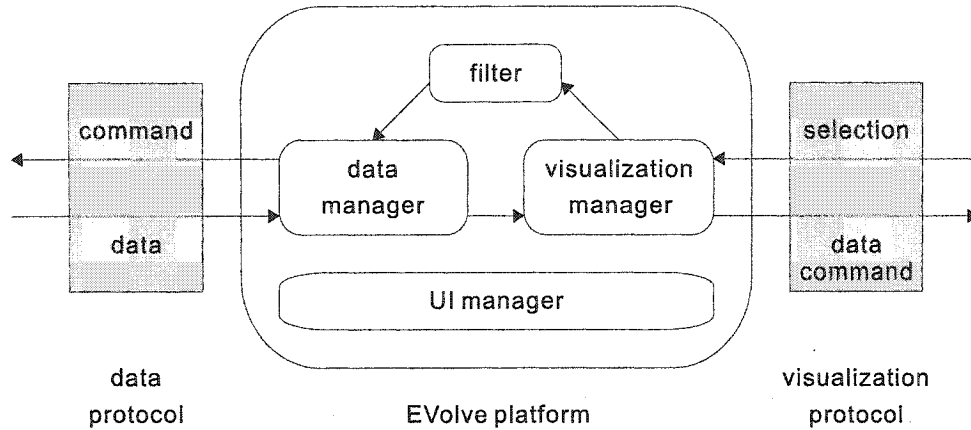 filter
command
selection
data
manager
visualization
manager
data
data
command
UI manager
data
protocol
EVolve platform
visualization
protocol